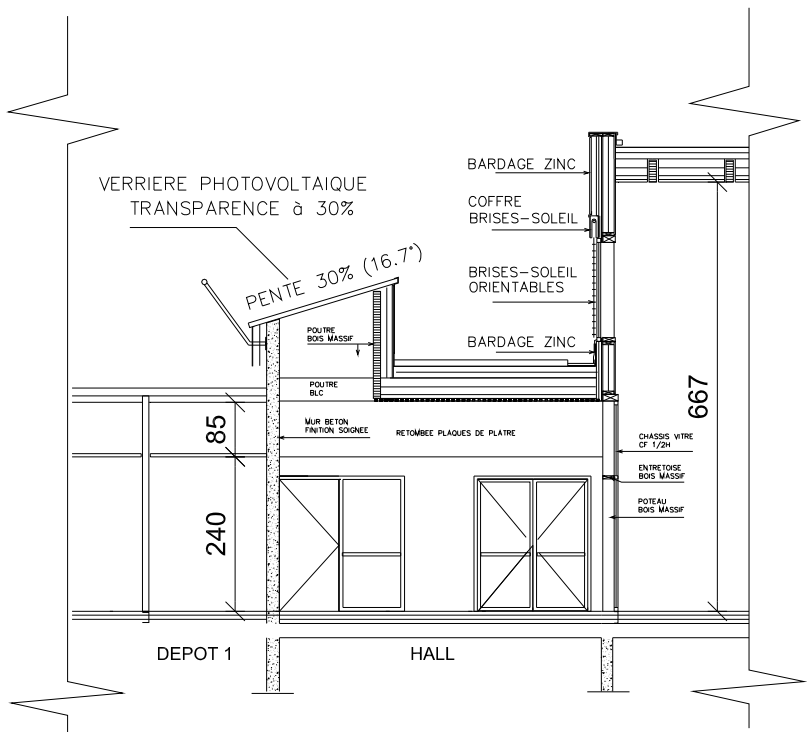 BARDAGE ZINC
VERRIERE PHOTOVOLTAIQUE
TRANSPARENCE à 30%
COFFRE
BRISES-SOLEIL
PENTE 30% (16.7°)
BRISES-SOLEIL
ORIENTABLES
POUTRE
BOIS MASSIF
BARDAGE ZINC
POUTRE
BLC
667
85
MUR BETON
FINITION SOIGNEE
RETOMBEE PLAQUES DE PLATRE
CHASSIS VITRE
CF 1/2H
ENTRETOISE
BOIS MASSIF
POTEAU
BOIS MASSIF
240
DEPOT 1
HALL